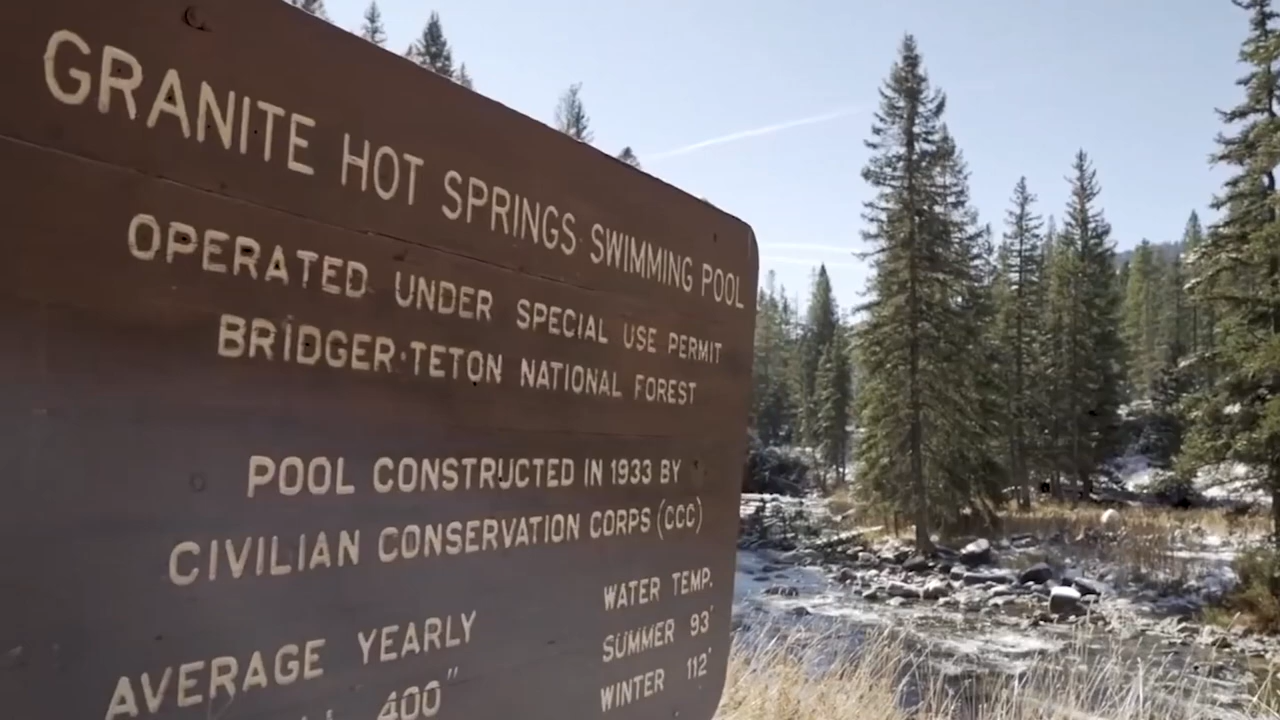 GRANITE HOT SPRINGS SWIMMING POOL
OPERATED UNDER SPECIAL USE PERMIT
BRIDGER·TETON NATIONAL FOREST
POOL CONSTRUCTED IN 1933 BY
CIVILIAN CONSERVATION CORPS (CCC)
AVERAGE YEARLY
400"
WATER TEMP.
SUMMER 93'
WINTER 112'